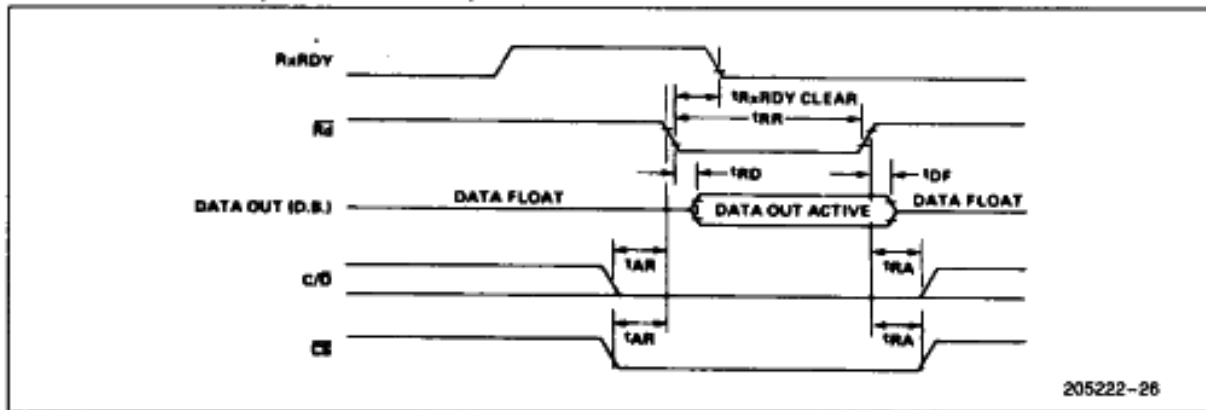 RxRDY
tRxRDY CLEAR
tRR
Rd
tRD
tDF
DATA OUT (D.B.)
DATA FLOAT
DATA OUT ACTIVE
DATA FLOAT
tAR
tRA
C/D̅
tAR
tRA
C̅S̅
205222-26